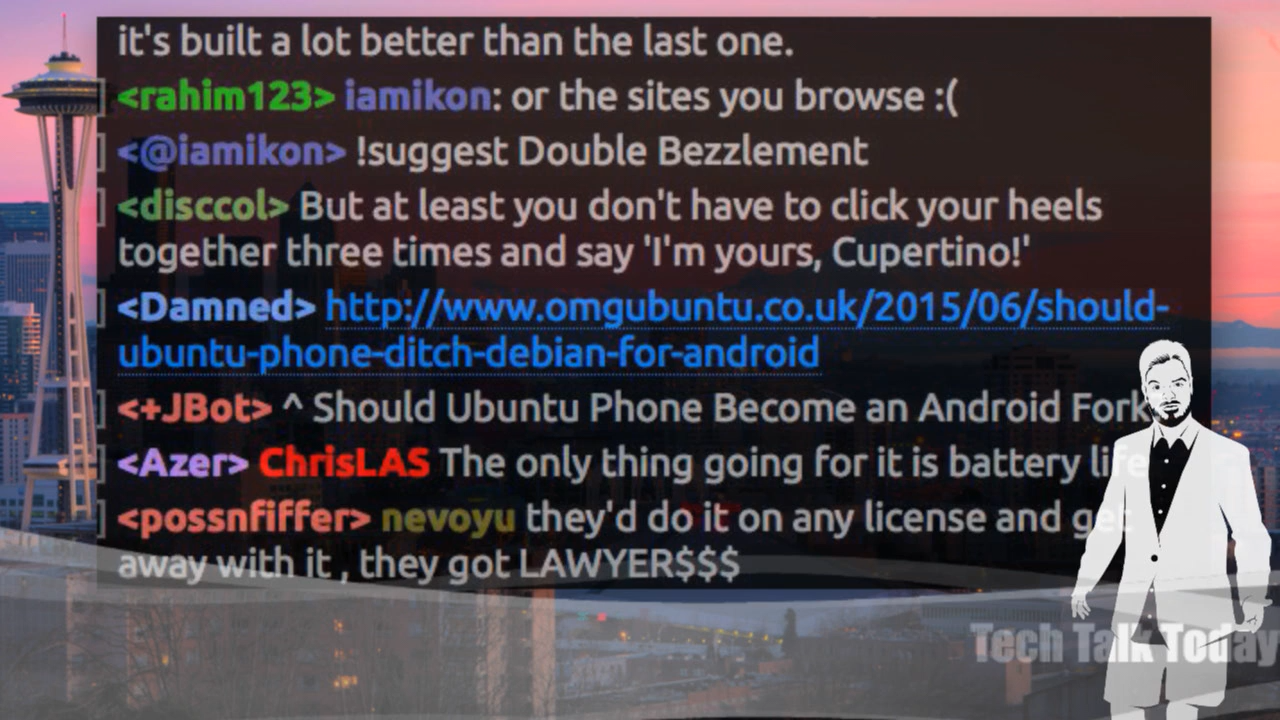 it's built a lot better than the last one.
<rahim123> iamikon: or the sites you browse :(
<@iamikon> !suggest Double Bezzlement
<disccol> But at least you don't have to click your heels
together three times and say 'I'm yours, Cupertino!'
<Damned> http://www.omgubuntu.co.uk/2015/06/should-
ubuntu-phone-ditch-debian-for-android
<+JBot> ^ Should Ubuntu Phone Become an Android Fork
<Azer> ChrisLAS The only thing going for it is battery life
<possnfiffer> nevoyu they'd do it on any license and get
away with it , they got LAWYER$$$
Tech Talk Today